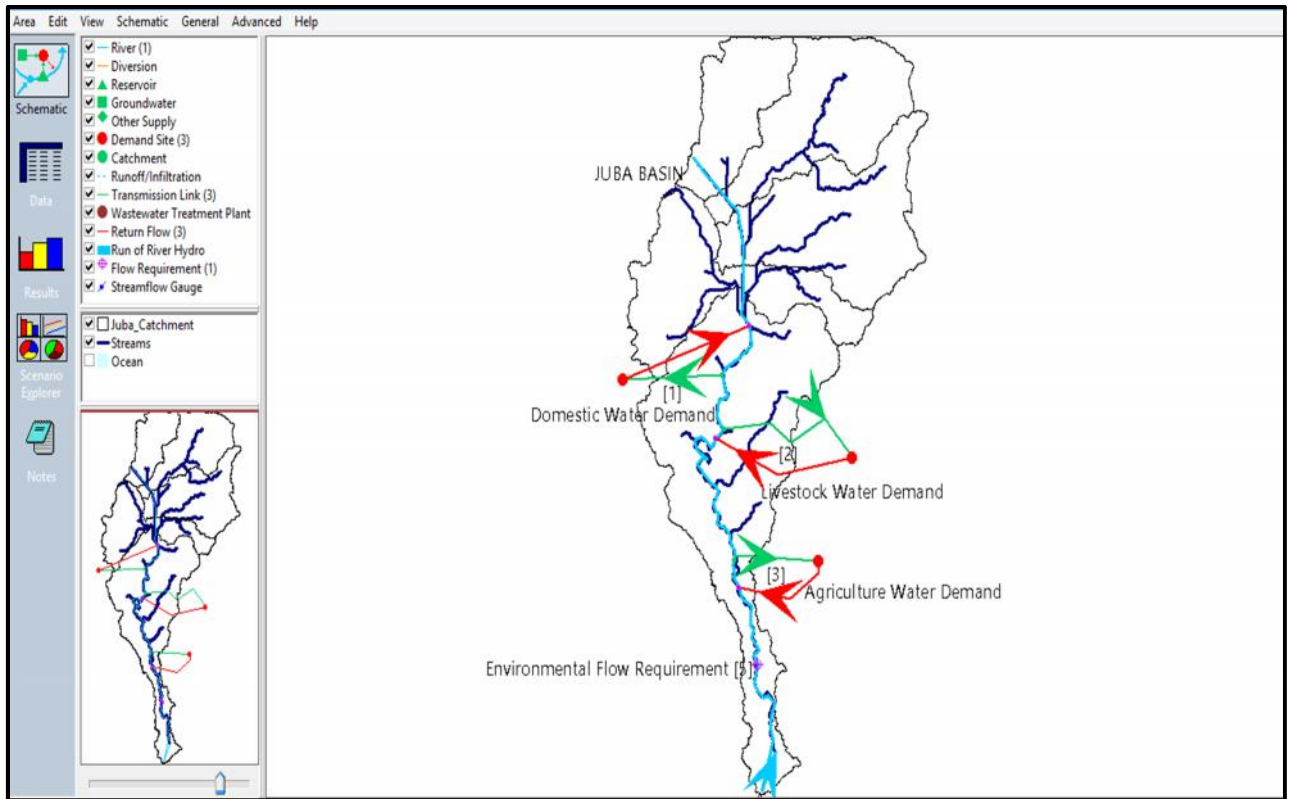 Area Edit View Schematic General Advanced Help
Schematic
Data
Results
Scenario
Explorer
Notes
River (1)
Diversion
Reservoir
Groundwater
Other Supply
Demand Site (3)
Catchment
Runoff/Infiltration
Transmission Link (3)
Wastewater Treatment Plant
Return Flow (3)
Run of River Hydro
Flow Requirement (1)
Streamflow Gauge
Juba_Catchment
Streams
Ocean
JUBA BASIN
[1]
Domestic Water Demand
[2]
Livestock Water Demand
[3]
Agriculture Water Demand
Environmental Flow Requirement [5]